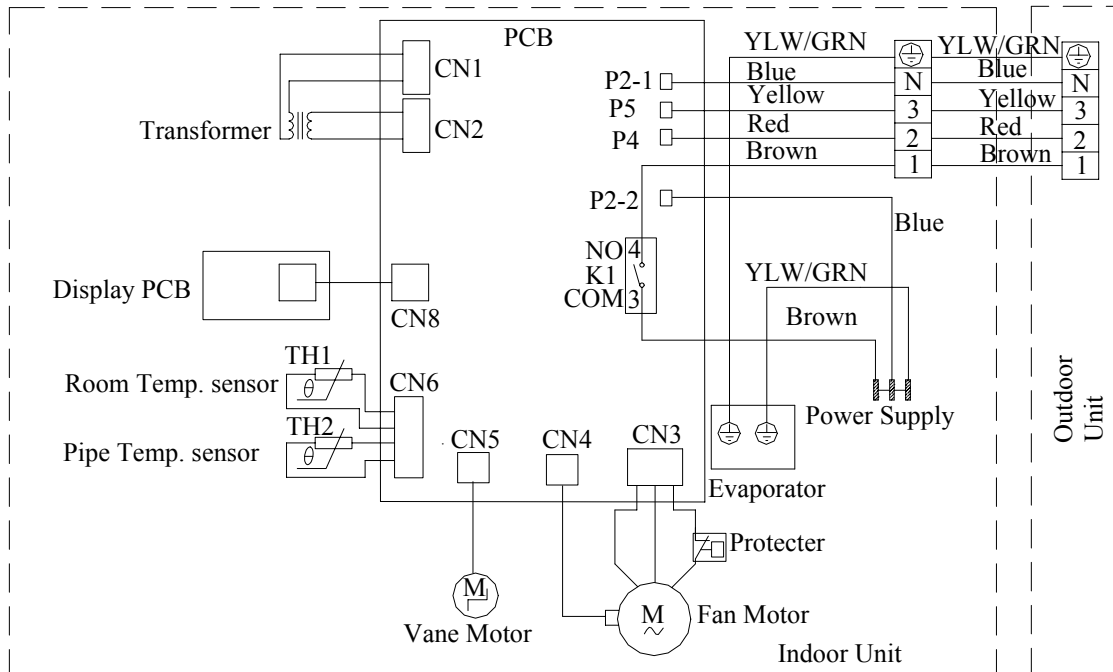 PCB
YLW/GRN
YLW/GRN
CN1
P2-1
Blue
N
Blue
N
P5
Yellow
3
Yellow
3
Transformer
CN2
P4
Red
2
Red
2
Brown
1
Brown
1
P2-2
Blue
NO 4
K1
COM 3
YLW/GRN
Display PCB
CN8
Brown
TH1
Room Temp. sensor
θ
CN6
Power Supply
TH2
Pipe Temp. sensor
θ
CN5
CN4
CN3
Evaporator
Outdoor
Unit
Protecter
M
Vane Motor
M
Fan Motor
Indoor Unit